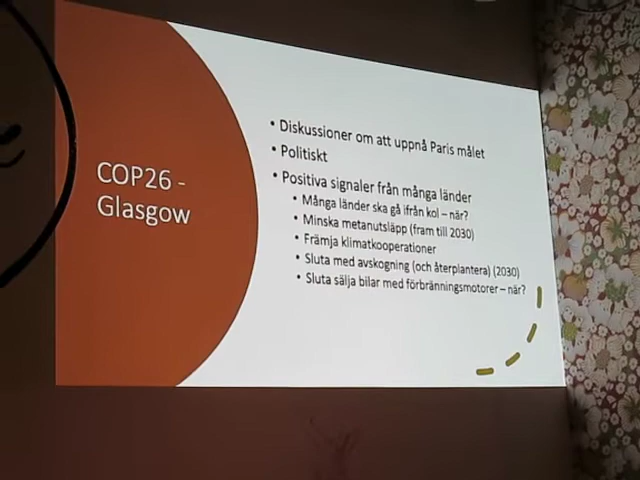 COP26 -
Glasgow
• Diskussioner om att uppnå Paris målet
• Politiskt
• Positiva signaler från många länder
• Många länder ska gå ifrån kol – när?
• Minska metanutsläpp (fram till 2030)
• Främja klimatkooperationer
• Sluta med avskogning (och återplantera) (2030)
• Sluta sälja bilar med förbränningsmotorer – när?